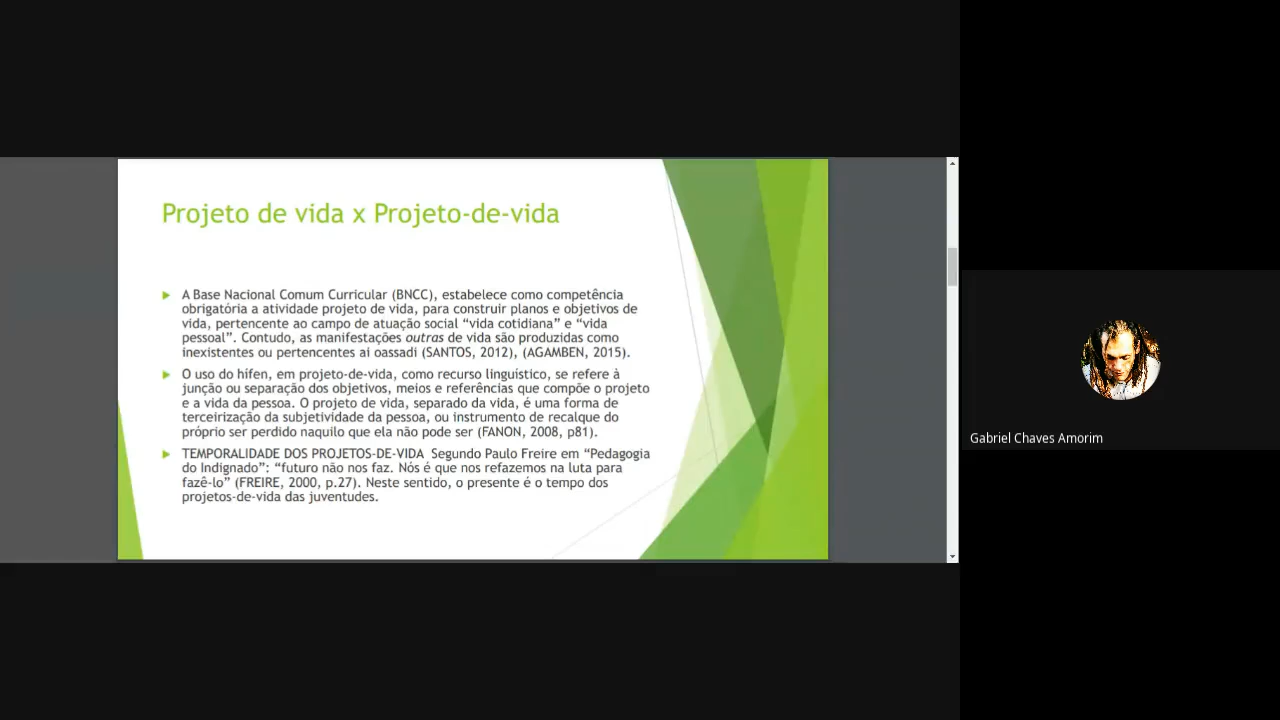 Projeto de vida x Projeto-de-vida
A Base Nacional Comum Curricular (BNCC), estabelece como competência
obrigatória a atividade projeto de vida, para construir planos e objetivos de
vida, pertencente ao campo de atuação social “vida cotidiana” e “vida
pessoal”. Contudo, as manifestações outras de vida são produzidas como
inexistentes ou pertencentes ai oassadi (SANTOS, 2012), (AGAMBEN, 2015).
O uso do hífen, em projeto-de-vida, como recurso linguístico, se refere à
junção ou separação dos objetivos, meios e referências que compõe o projeto
e a vida da pessoa. O projeto de vida, separado da vida, é uma forma de
terceirização da subjetividade da pessoa, ou instrumento de recalque do
próprio ser perdido naquilo que ela não pode ser (FANON, 2008, p81).
TEMPORALIDADE DOS PROJETOS-DE-VIDA Segundo Paulo Freire em “Pedagogia
do Indignado”: “futuro não nos faz. Nós é que nos refazemos na luta para
fazê-lo” (FREIRE, 2000, p.27). Neste sentido, o presente é o tempo dos
projetos-de-vida das juventudes.
Gabriel Chaves Amorim